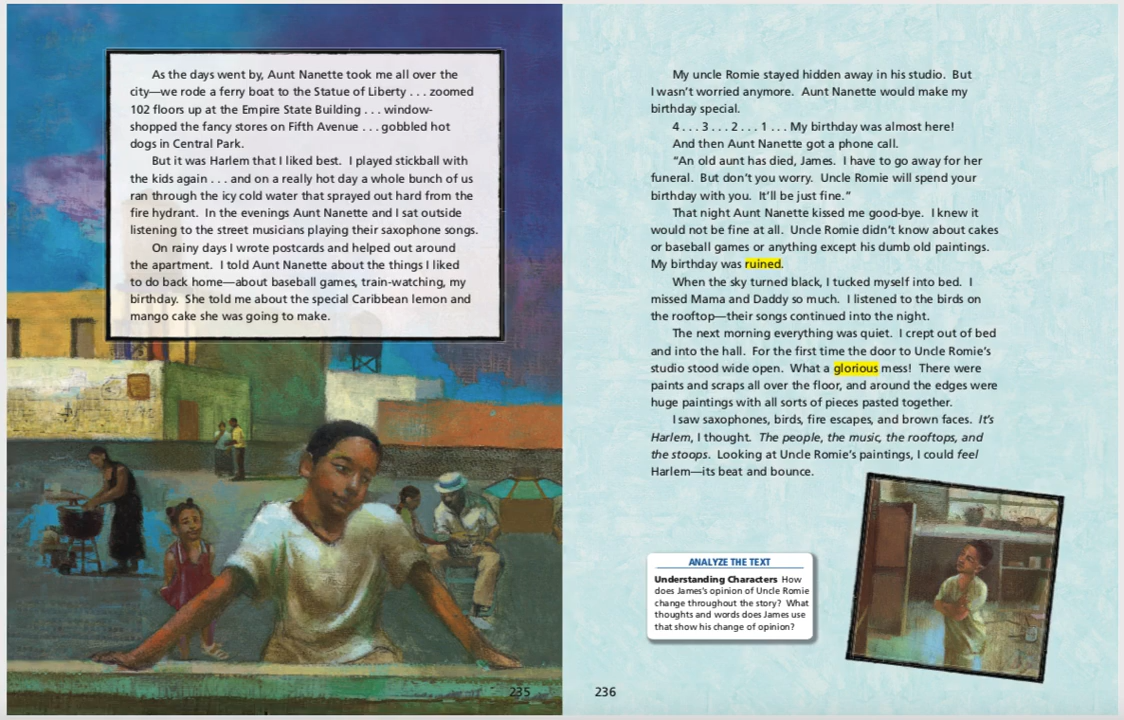 As the days went by, Aunt Nanette took me all over the
city—we rode a ferry boat to the Statue of Liberty . . . zoomed
102 floors up at the Empire State Building . . . window-
shopped the fancy stores on Fifth Avenue . . . gobbled hot
dogs in Central Park.
But it was Harlem that I liked best. I played stickball with
the kids again . . . and on a really hot day a whole bunch of us
ran through the icy cold water that sprayed out hard from the
fire hydrant. In the evenings Aunt Nanette and I sat outside
listening to the street musicians playing their saxophone songs.
On rainy days I wrote postcards and helped out around
the apartment. I told Aunt Nanette about the things I liked
to do back home—about baseball games, train-watching, my
birthday. She told me about the special Caribbean lemon and
mango cake she was going to make.
235
My uncle Romie stayed hidden away in his studio. But
I wasn't worried anymore. Aunt Nanette would make my
birthday special.
4 . . . 3 . . . 2 . . . 1 . . . My birthday was almost here!
And then Aunt Nanette got a phone call.
"An old aunt has died, James. I have to go away for her
funeral. But don't you worry. Uncle Romie will spend your
birthday with you. It'll be just fine."
That night Aunt Nanette kissed me good-bye. I knew it
would not be fine at all. Uncle Romie didn't know about cakes
or baseball games or anything except his dumb old paintings.
My birthday was ruined.
When the sky turned black, I tucked myself into bed. I
missed Mama and Daddy so much. I listened to the birds on
the rooftop—their songs continued into the night.
The next morning everything was quiet. I crept out of bed
and into the hall. For the first time the door to Uncle Romie's
studio stood wide open. What a glorious mess! There were
paints and scraps all over the floor, and around the edges were
huge paintings with all sorts of pieces pasted together.
I saw saxophones, birds, fire escapes, and brown faces. It's
Harlem, I thought. The people, the music, the rooftops, and
the stoops. Looking at Uncle Romie's paintings, I could feel
Harlem—its beat and bounce.
ANALYZE THE TEXT
Understanding Characters How
does James's opinion of Uncle Romie
change throughout the story? What
thoughts and words does James use
that show his change of opinion?
236